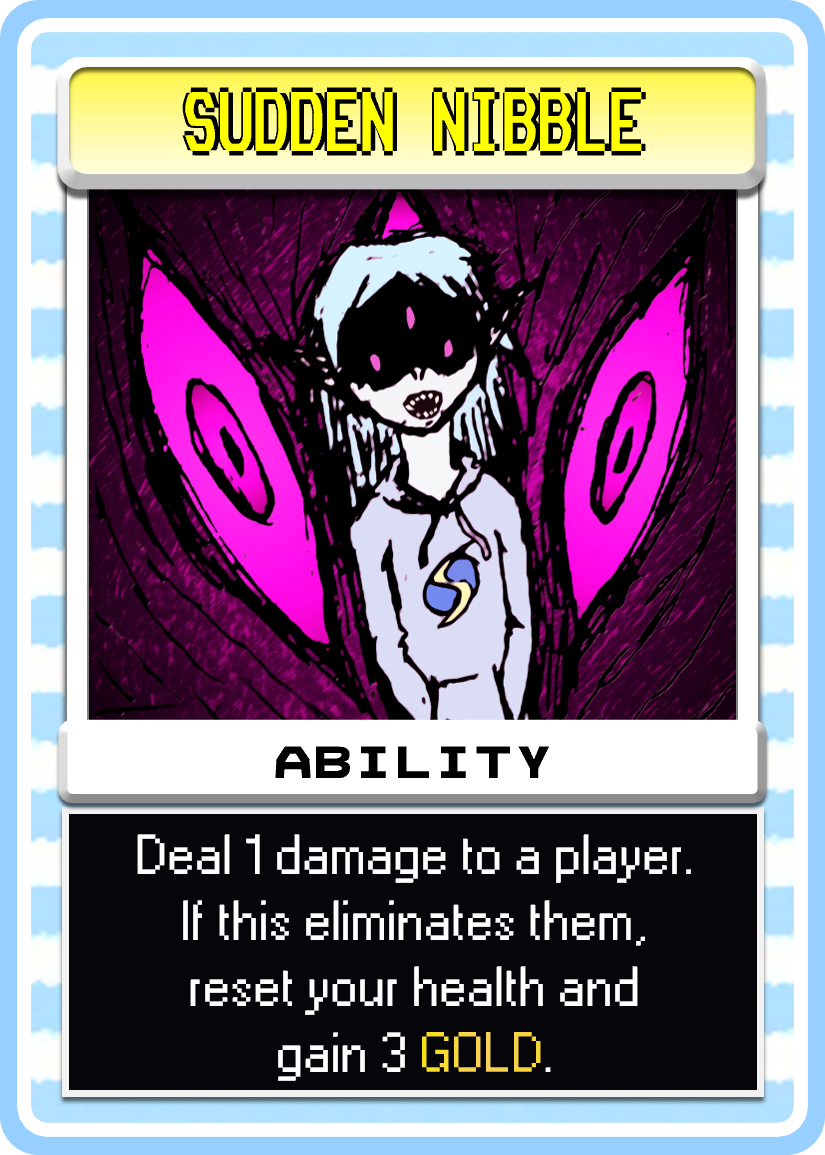 SUDDEN NIBBLE
ABILITY
Deal 1 damage to a player.
If this eliminates them,
reset your health and
gain 3 GOLD.